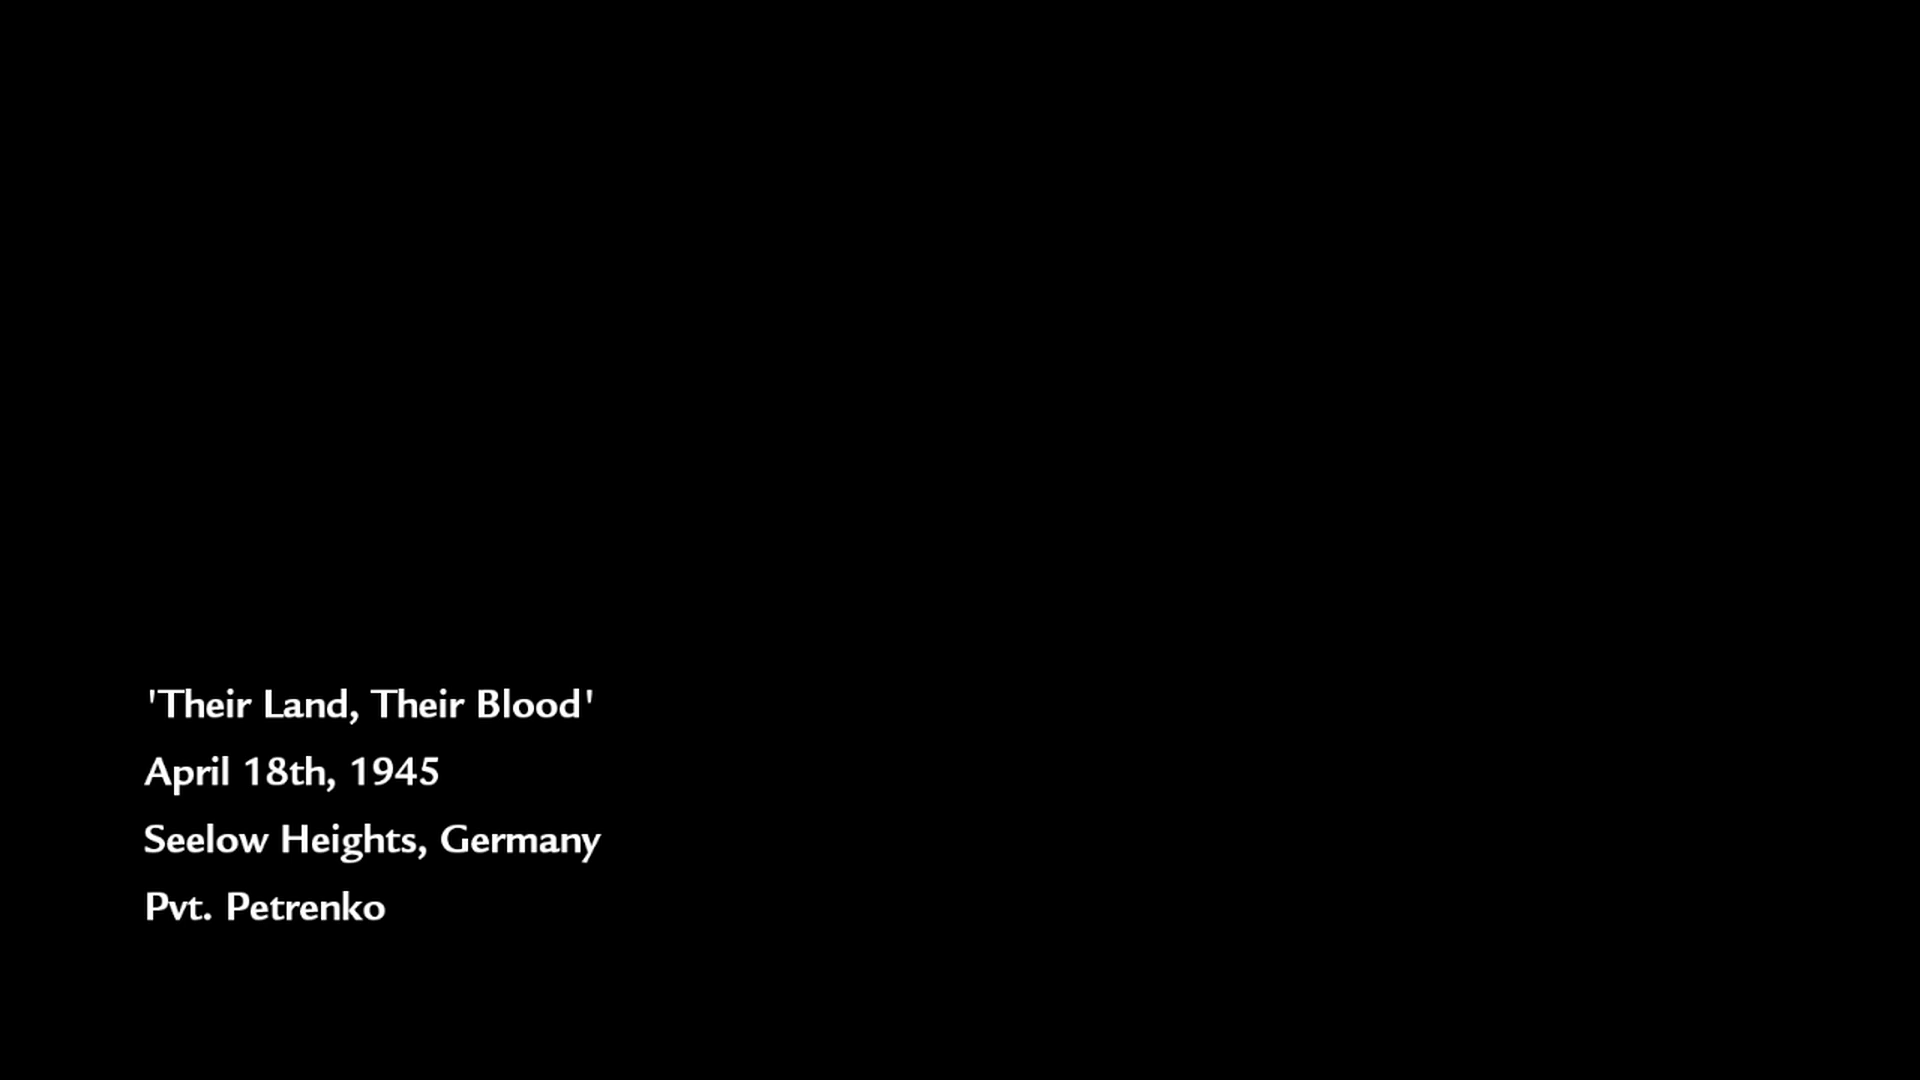 'Their Land, Their Blood'
April 18th, 1945
Seelow Heights, Germany
Pvt. Petrenko